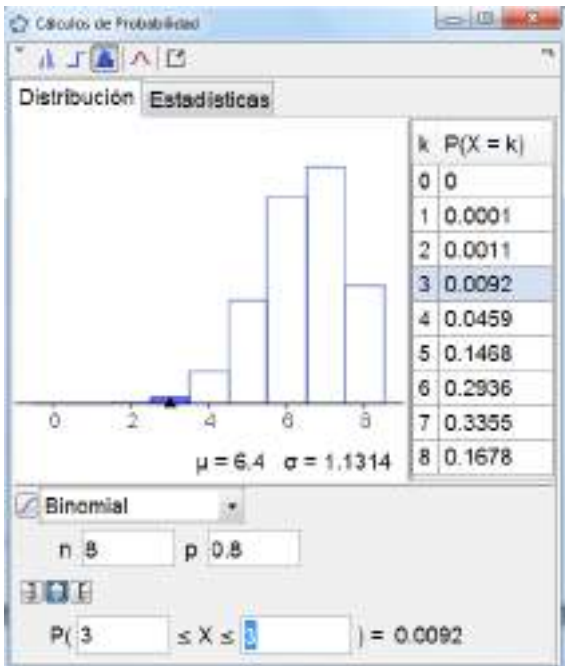 Cálculos de Probabilidad
Distribución Estadísticas
k P(X = k)
0 0
1 0.0001
2 0.0011
3 0.0092
4 0.0459
5 0.1468
6 0.2936
7 0.3355
8 0.1678
0 2 4 6 8
μ = 6.4 σ = 1.1314
Binomial
n 8 p 0.8
P( 3 ≤ X ≤ 3 ) = 0.0092